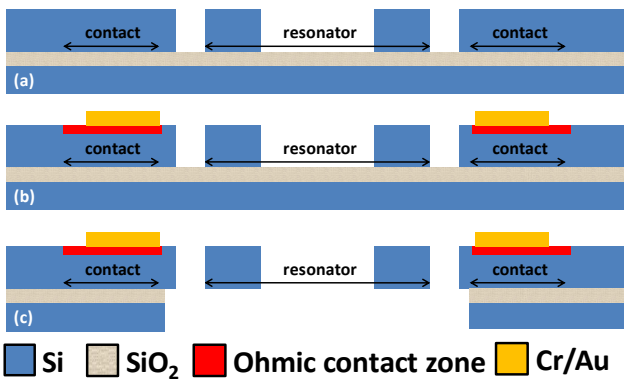 contact resonator contact
(a)
contact resonator contact
(b)
contact resonator contact
(c)
Si SiO₂ Ohmic contact zone Cr/Au